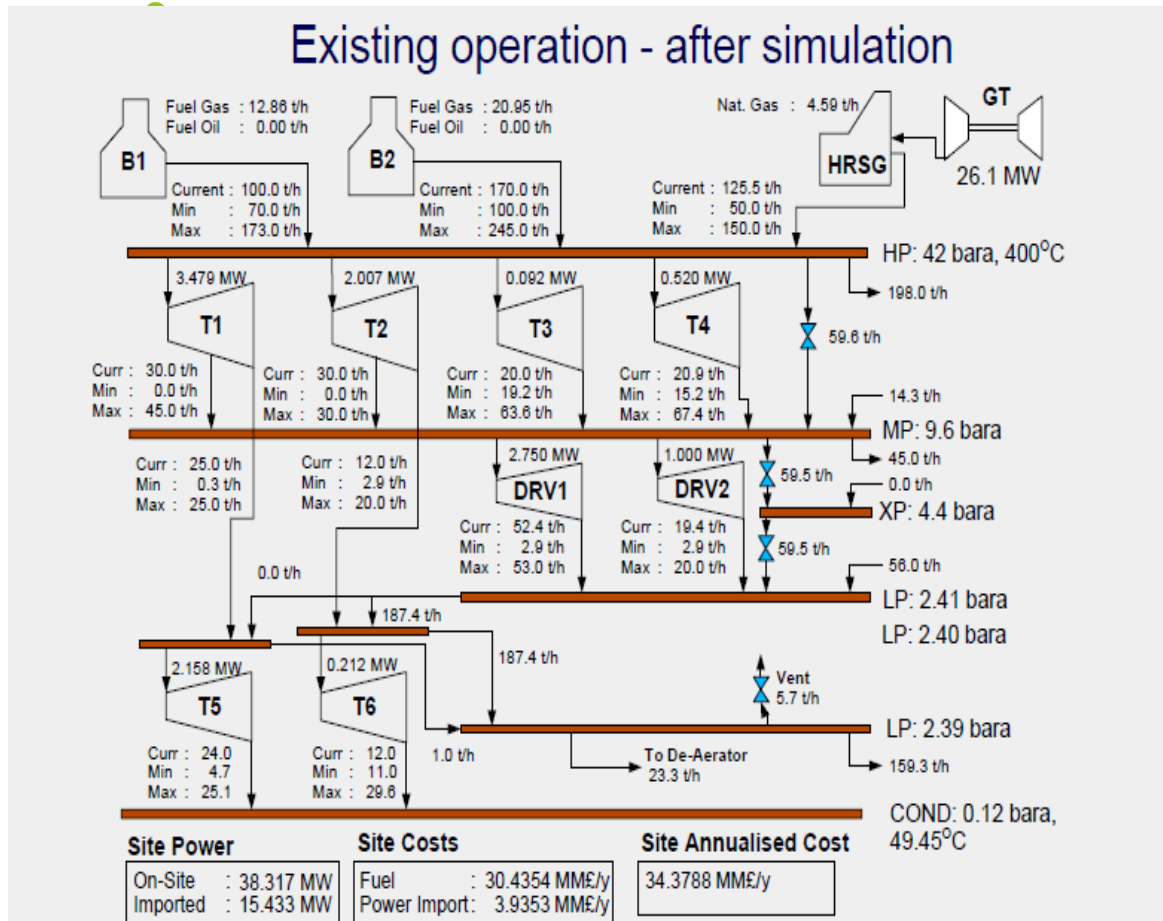 Existing operation - after simulation
Fuel Gas : 12.86 t/h
Fuel Oil : 0.00 t/h
B1
Fuel Gas : 20.95 t/h
Fuel Oil : 0.00 t/h
B2
Nat. Gas : 4.59 t/h
HRSG
GT
26.1 MW
Current : 100.0 t/h
Min : 70.0 t/h
Max : 173.0 t/h
Current : 170.0 t/h
Min : 100.0 t/h
Max : 245.0 t/h
Current : 125.5 t/h
Min : 50.0 t/h
Max : 150.0 t/h
HP: 42 bara, 400°C
3.479 MW
2.007 MW
0.092 MW
0.520 MW
198.0 t/h
T1
T2
T3
T4
59.6 t/h
Curr : 30.0 t/h
Min : 0.0 t/h
Max : 45.0 t/h
Curr : 30.0 t/h
Min : 0.0 t/h
Max : 30.0 t/h
Curr : 20.0 t/h
Min : 19.2 t/h
Max : 63.6 t/h
Curr : 20.9 t/h
Min : 15.2 t/h
Max : 67.4 t/h
14.3 t/h
MP: 9.6 bara
45.0 t/h
Curr : 25.0 t/h
Min : 0.3 t/h
Max : 25.0 t/h
Curr : 12.0 t/h
Min : 2.9 t/h
Max : 20.0 t/h
2.750 MW
DRV1
1.000 MW
DRV2
59.5 t/h
0.0 t/h
XP: 4.4 bara
Curr : 52.4 t/h
Min : 2.9 t/h
Max : 53.0 t/h
Curr : 19.4 t/h
Min : 2.9 t/h
Max : 20.0 t/h
59.5 t/h
56.0 t/h
LP: 2.41 bara
0.0 t/h
187.4 t/h
LP: 2.40 bara
187.4 t/h
2.158 MW
T5
0.212 MW
T6
Vent
5.7 t/h
LP: 2.39 bara
Curr : 24.0
Min : 4.7
Max : 25.1
Curr : 12.0
Min : 11.0
Max : 29.6
1.0 t/h
To De-Aerator
23.3 t/h
159.3 t/h
COND: 0.12 bara,
49.45°C
Site Power
On-Site : 38.317 MW
Imported : 15.433 MW
Site Costs
Fuel : 30.4354 MM£/y
Power Import : 3.9353 MM£/y
Site Annualised Cost
34.3788 MM£/y